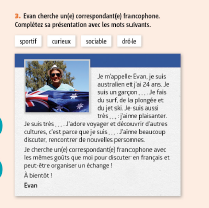 3. Evan cherche un(e) correspondant(e) francophone.
Complétez sa présentation avec les mots suivants.
sportif curieux sociable drôle
Je m'appelle Evan, je suis
australien et j'ai 24 ans. Je
suis un garçon ... . Je fais
du surf, de la plongée et
du jet ski. Je suis aussi
très ... : j'aime plaisanter.
Je suis très ... . J'adore voyager et découvrir d'autres
cultures, c'est parce que je suis ... . J'aime beaucoup
discuter, rencontrer de nouvelles personnes.
Je cherche un(e) correspondant(e) francophone avec
les mêmes goûts que moi pour discuter en français et
peut-être organiser un échange !
À bientôt !
Evan